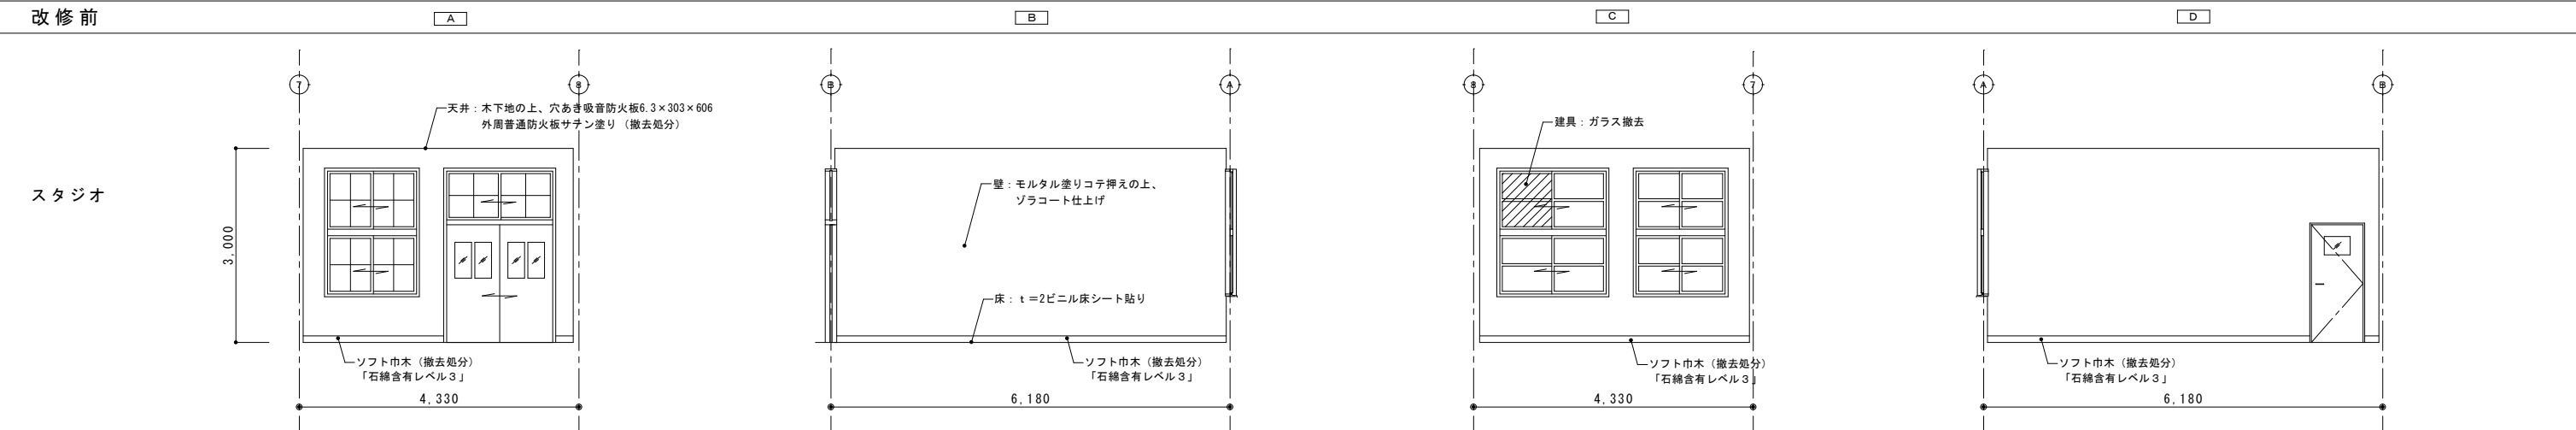 改修前
A
B
C
D
7
8
B
A
8
7
A
B
天井：木下地の上、穴あき吸音防火板6.3×303×606
外周普通防火板サテン塗り（撤去処分）
建具：ガラス撤去
スタジオ
壁：モルタル塗りコテ押えの上、
ゾラコート仕上げ
3,000
床：ｔ＝2ビニル床シート貼り
ソフト巾木（撤去処分）
「石綿含有レベル３」
ソフト巾木（撤去処分）
「石綿含有レベル３」
ソフト巾木（撤去処分）
「石綿含有レベル３」
ソフト巾木（撤去処分）
「石綿含有レベル３」
4,330
6,180
4,330
6,180